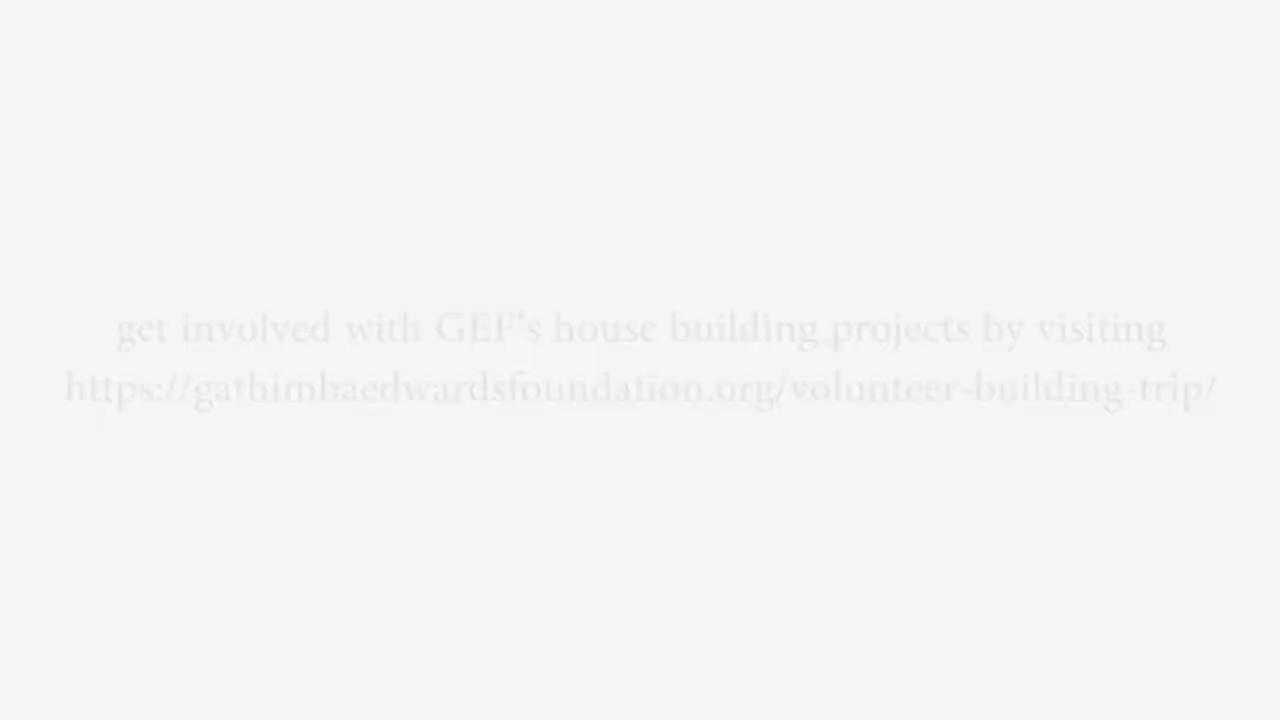 get involved with GEF's house building projects by visiting
https://gathimbaedwardsfoundation.org/volunteer-building-trip/